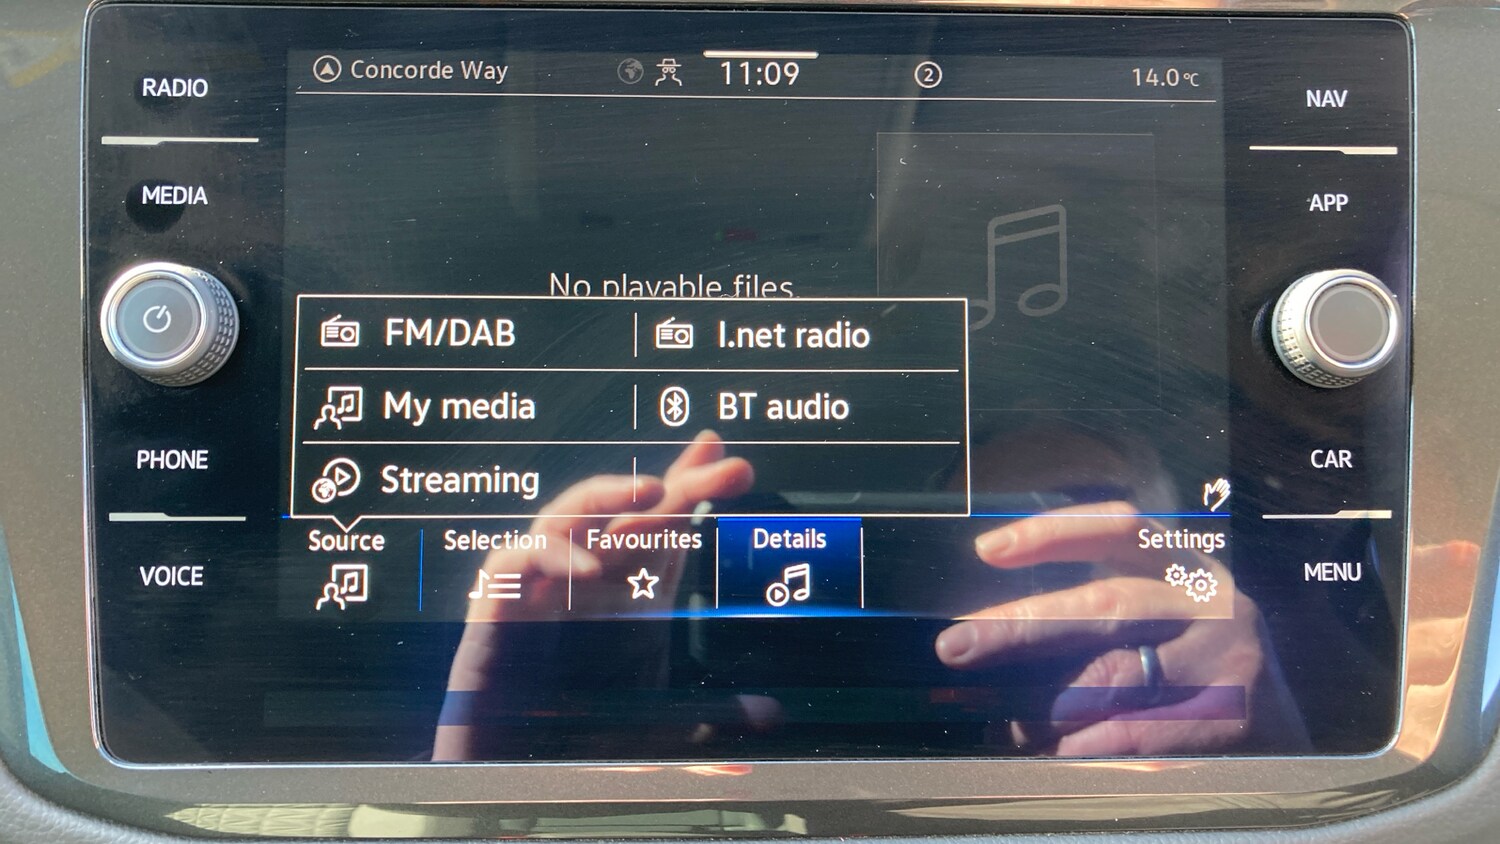 RADIO
MEDIA
PHONE
VOICE
Concorde Way
11:09
2
14.0°C
No playable files.
FM/DAB
I.net radio
My media
BT audio
Streaming
Source
Selection
Favourites
Details
Settings
NAV
APP
CAR
MENU